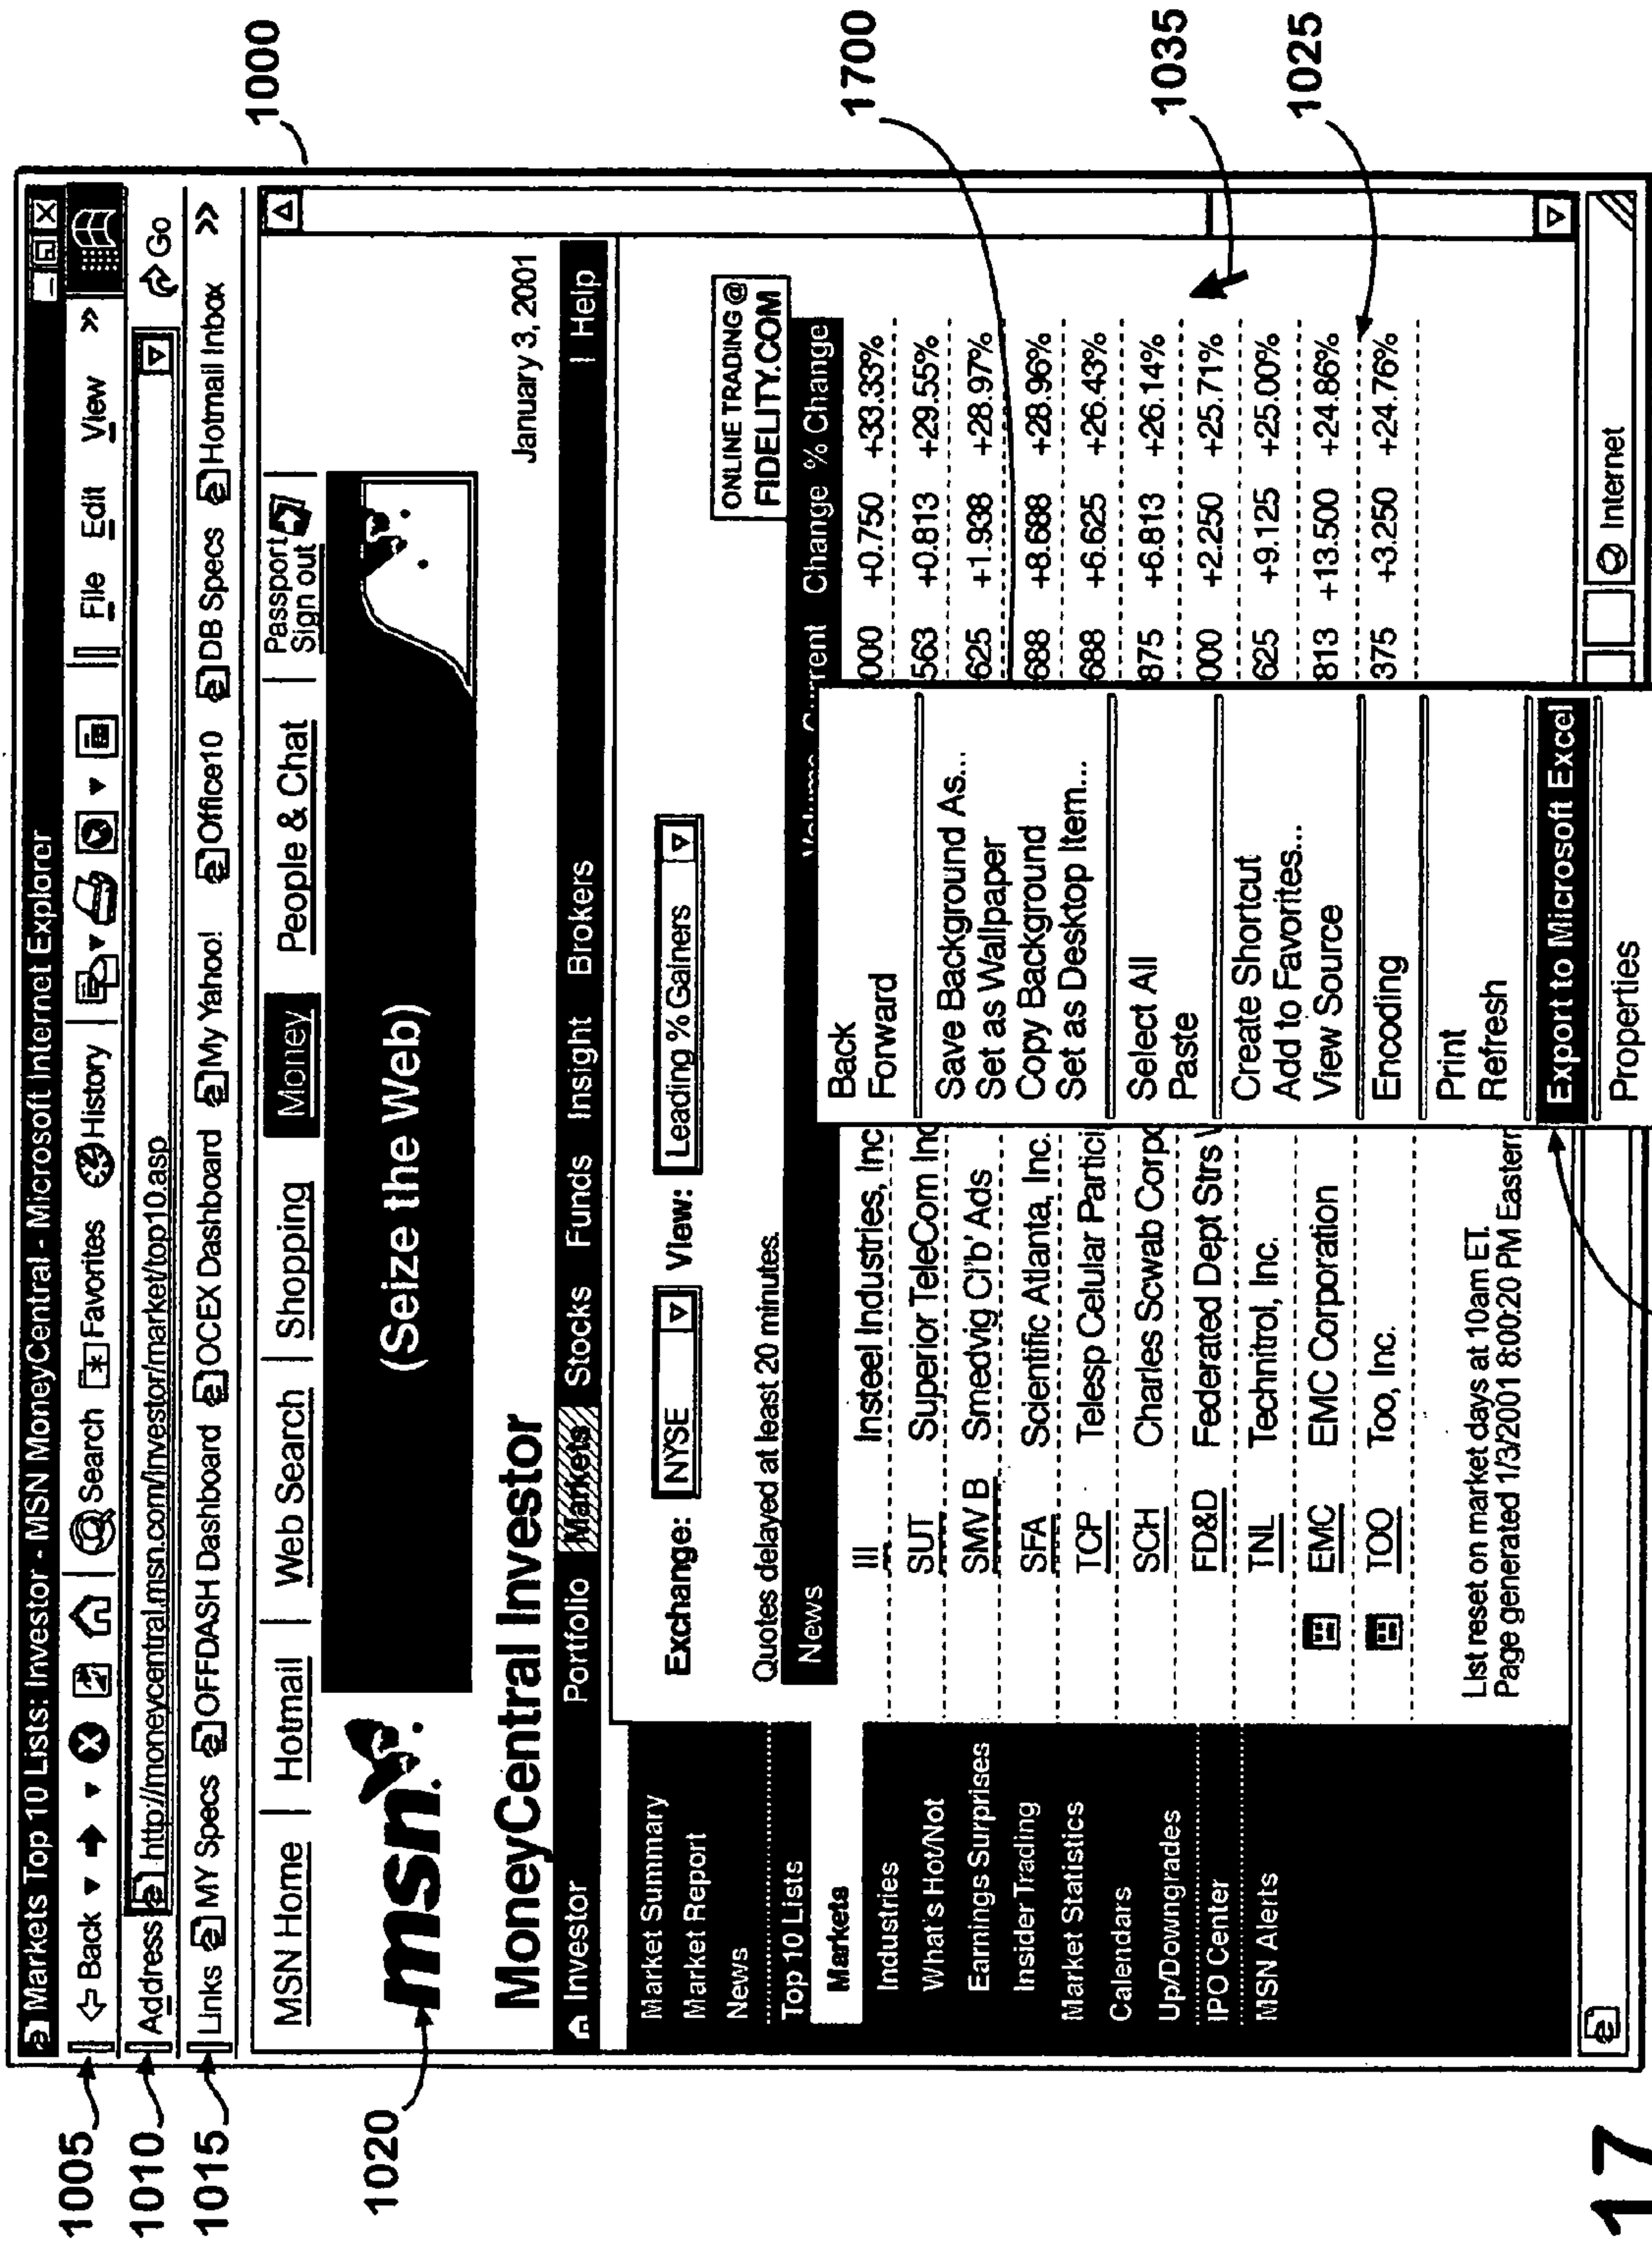 1000
Markets Top 10 Lists: Investor - MSN MoneyCentral - Microsoft Internet Explorer
1005
Back Search Favorites History File Edit View »
1010
Address http://moneycentral.msn.com/investor/market/top10.asp Go
1015
Links MY Specs OFFDASH Dashboard OCEX Dashboard My Yahoo! Office10 DB Specs Hotmail Inbox »
MSN Home | Hotmail | Web Search | Shopping | Money | People & Chat | Passport Sign out
1020
msn
(Seize the Web)
MoneyCentral Investor
January 3, 2001
Investor Portfolio Markets Stocks Funds Insight Brokers | Help
Market Summary
Market Report
News
Top 10 Lists
Markets
Industries
What's Hot/Not
Earnings Surprises
Insider Trading
Market Statistics
Calendars
Up/Downgrades
IPO Center
MSN Alerts
Exchange: NYSE View: Leading % Gainers
ONLINE TRADING @
FIDELITY.COM
Quotes delayed at least 20 minutes.
News Change % Change
III Insteel Industries, Inc 000 +0.750 +33.33%
SUT Superior TeleCom Inc 563 +0.813 +29.55%
SMV B Smedvig Cl'b' Ads 625 +1.938 +28.97%
SFA Scientific Atlanta, Inc. 688 +8.688 +28.96%
TCP Telesp Celular Partici 688 +6.625 +26.43%
SCH Charles Scwab Corpo 875 +6.813 +26.14%
FD&D Federated Dept Strs 000 +2.250 +25.71%
TNL Technitrol, Inc. 625 +9.125 +25.00%
EMC EMC Corporation 813 +13.500 +24.86%
TOO Too, Inc. 375 +3.250 +24.76%
List reset on market days at 10am ET.
Page generated 1/3/2001 8:00:20 PM Eastern
Back
Forward
Save Background As...
Set as Wallpaper
Copy Background
Set as Desktop Item...
Select All
Paste
Create Shortcut
Add to Favorites...
View Source
Encoding
Print
Refresh
Export to Microsoft Excel
Properties
1700
1035
1025
Internet
17